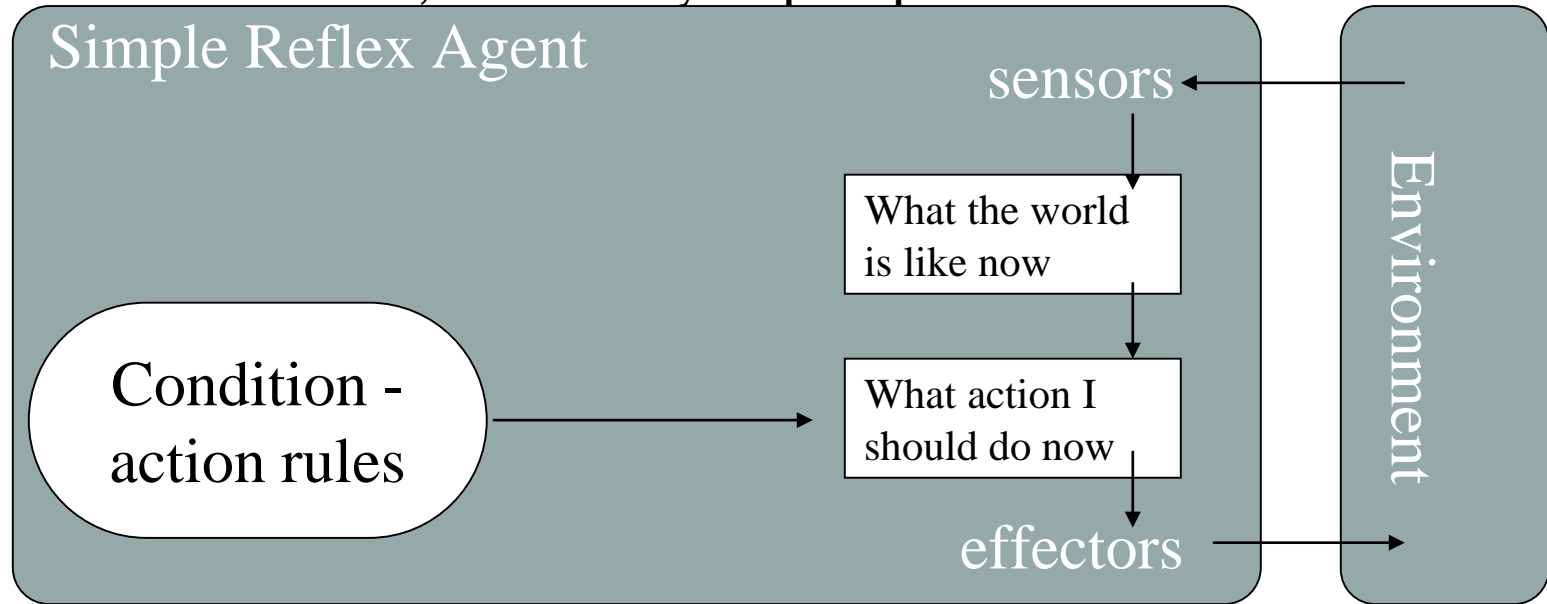 Simple Reflex Agent
sensors
What the world
is like now
Environment
Condition -
action rules
What action I
should do now
effectors